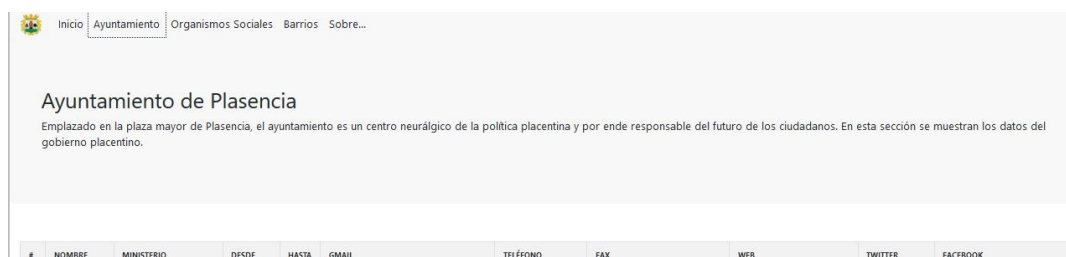 Inicio Ayuntamiento Organismos Sociales Barrios Sobre...
Ayuntamiento de Plasencia
Emplazado en la plaza mayor de Plasencia, el ayuntamiento es un centro neurálgico de la política placentina y por ende responsable del futuro de los ciudadanos. En esta sección se muestran los datos del
gobierno placentino.
# NOMBRE MINISTERIO DESDE HASTA GMAIL TELÉFONO FAX WEB TWITTER FACEBOOK